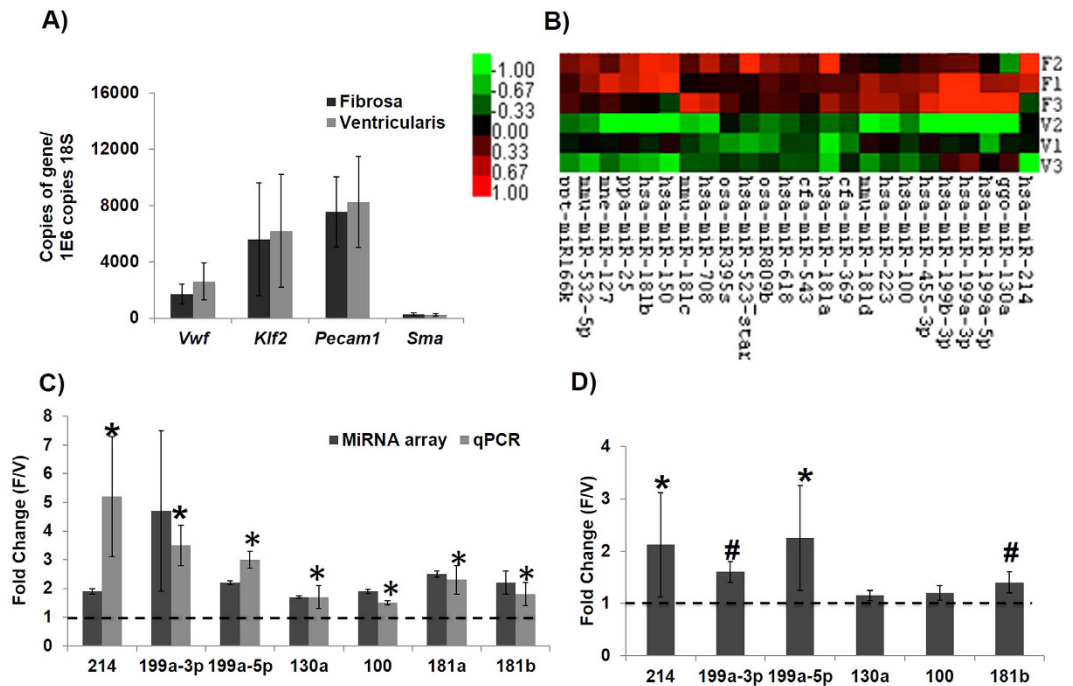 A)
Copies of gene/
1E6 copies 18S
16000
12000
8000
4000
0
Fibrosa
Ventricularis
Vwf
Klf2
Pecam1
Sma
B)
-1.00
-0.67
-0.33
0.00
0.33
0.67
1.00
F2
F1
F3
V2
V1
V3
ppt-miR166k
mmu-miR-532-5p
mne-miR-127
ppa-miR-25
hsa-miR-181b
hsa-miR-150
mmu-miR-181c
hsa-miR-708
osa-miR395s
hsa-miR-523-star
osa-miR809b
hsa-miR-618
cfa-miR-543
hsa-miR-181a
cfa-miR-369
mmu-miR-181d
hsa-miR-223
hsa-miR-100
hsa-miR-455-3p
hsa-miR-199b-3p
hsa-miR-199a-3p
hsa-miR-199a-5p
ggo-miR-130a
hsa-miR-214
C)
Fold Change (F/V)
8
7
6
5
4
3
2
1
0
MiRNA array
qPCR
*
*
*
*
*
*
*
214
199a-3p
199a-5p
130a
100
181a
181b
D)
Fold Change (F/V)
4
3
2
1
0
*
#
*
#
214
199a-3p
199a-5p
130a
100
181b